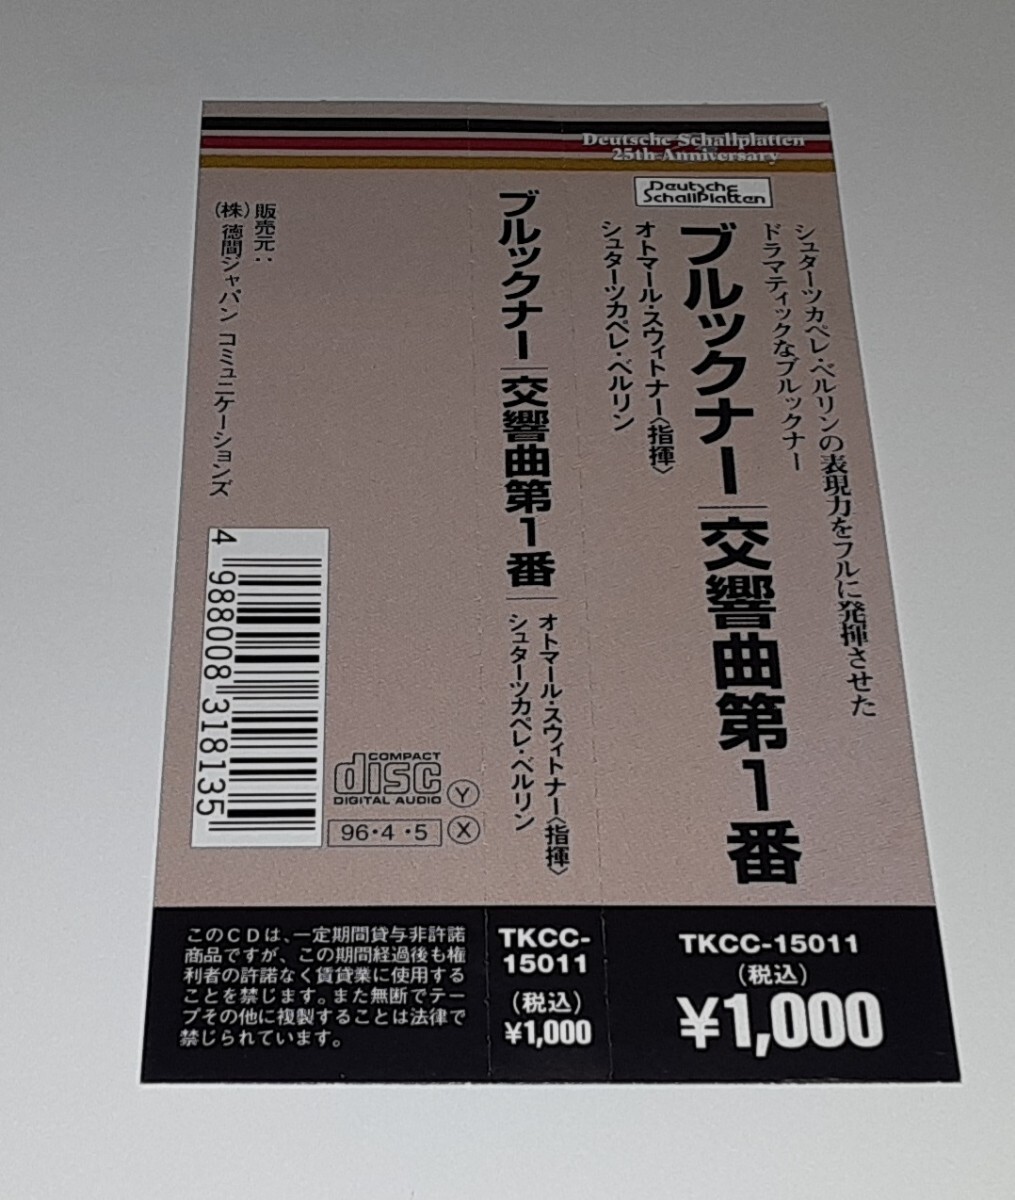 Deutsche Schallplatten
25th Anniversary
Deutsche
Schallplatten
シュターツカペレ・ベルリンの表現力をフルに発揮させた
ドラマティックなブルックナー
ブルックナー|交響曲第1番
オトマール・スウィトナー〈指揮〉
シュターツカペレ・ベルリン
TKCC-15011
(税込)
¥1,000
ブルックナー|交響曲第1番
オトマール・スウィトナー〈指揮〉
シュターツカペレ・ベルリン
TKCC-
15011
(税込)
¥1,000
販売元:
(株)徳間ジャパン コミュニケーションズ
4 988008 318135
COMPACT
disc
DIGITAL AUDIO
Y
96・4・5
X
このCDは、一定期間貸与非許諾
商品ですが、この期間経過後も権
利者の許諾なく賃貸業に使用する
ことを禁じます。また無断でテー
プその他に複製することは法律で
禁じられています。